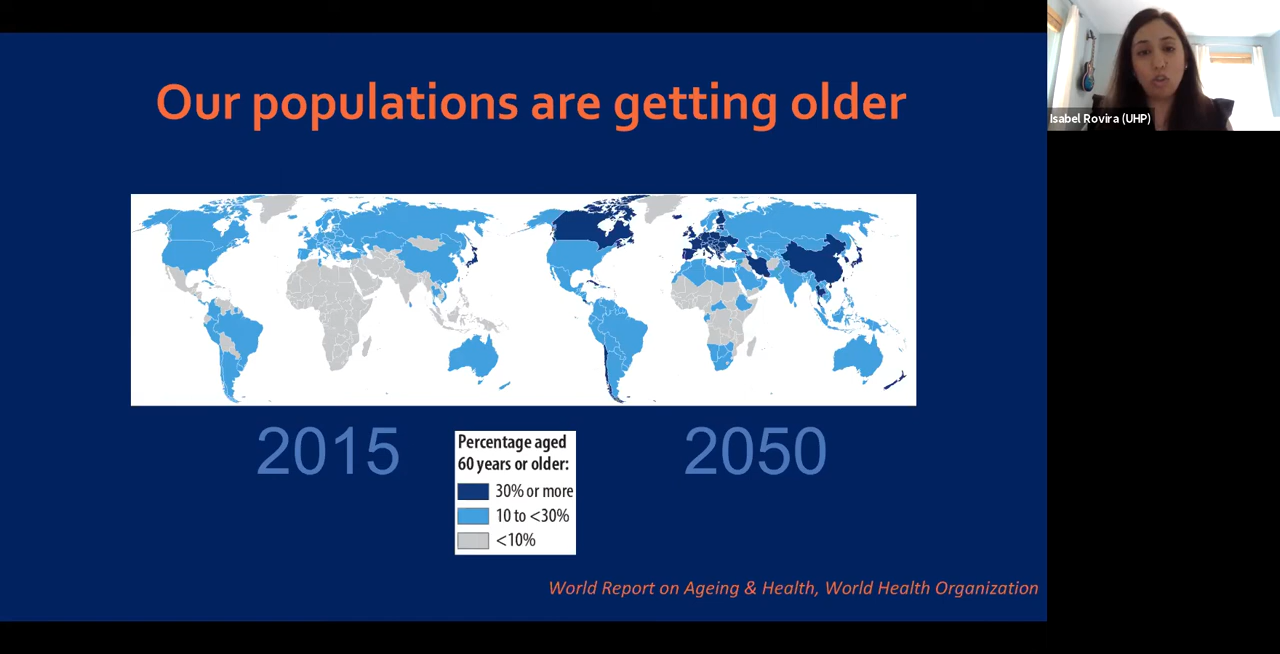 Our populations are getting older
Isabel Rovira (UHP)
2015
2050
Percentage aged
60 years or older:
30% or more
10 to <30%
<10%
World Report on Ageing & Health, World Health Organization